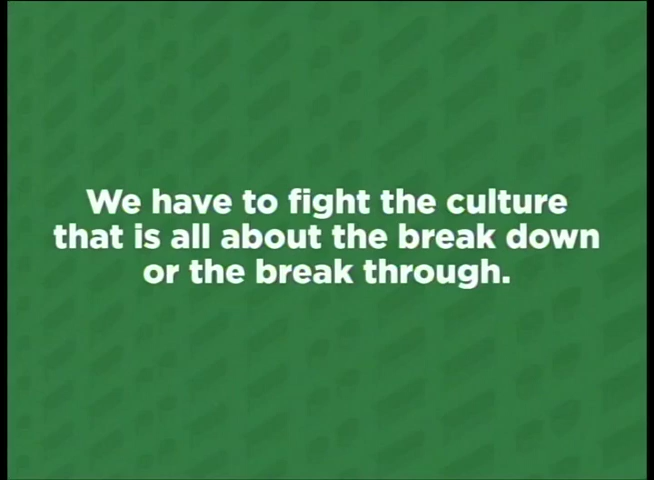 We have to fight the culture
that is all about the break down
or the break through.